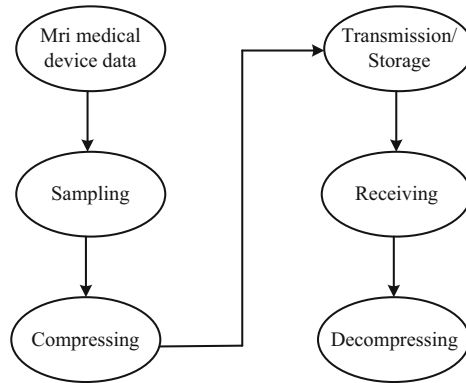 Mri medical
device data
Sampling
Compressing
Transmission/
Storage
Receiving
Decompressing